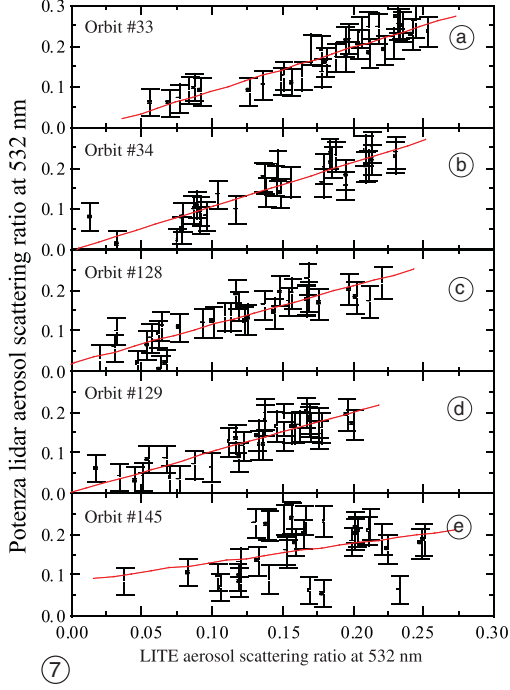 Potenza lidar aerosol scattering ratio at 532 nm
0.3
0.2
0.1
0.0
Orbit #33
a
0.2
0.1
0.0
Orbit #34
b
0.2
0.1
0.0
Orbit #128
c
0.2
0.1
0.0
Orbit #129
d
0.2
0.1
0.0
Orbit #145
e
0.00 0.05 0.10 0.15 0.20 0.25 0.30
LITE aerosol scattering ratio at 532 nm
7